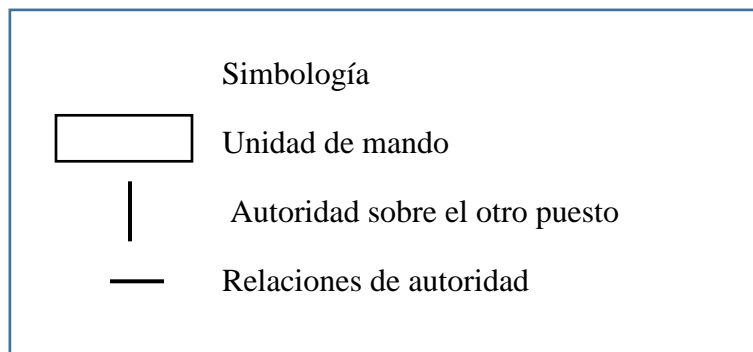 Simbología
Unidad de mando
Autoridad sobre el otro puesto
Relaciones de autoridad